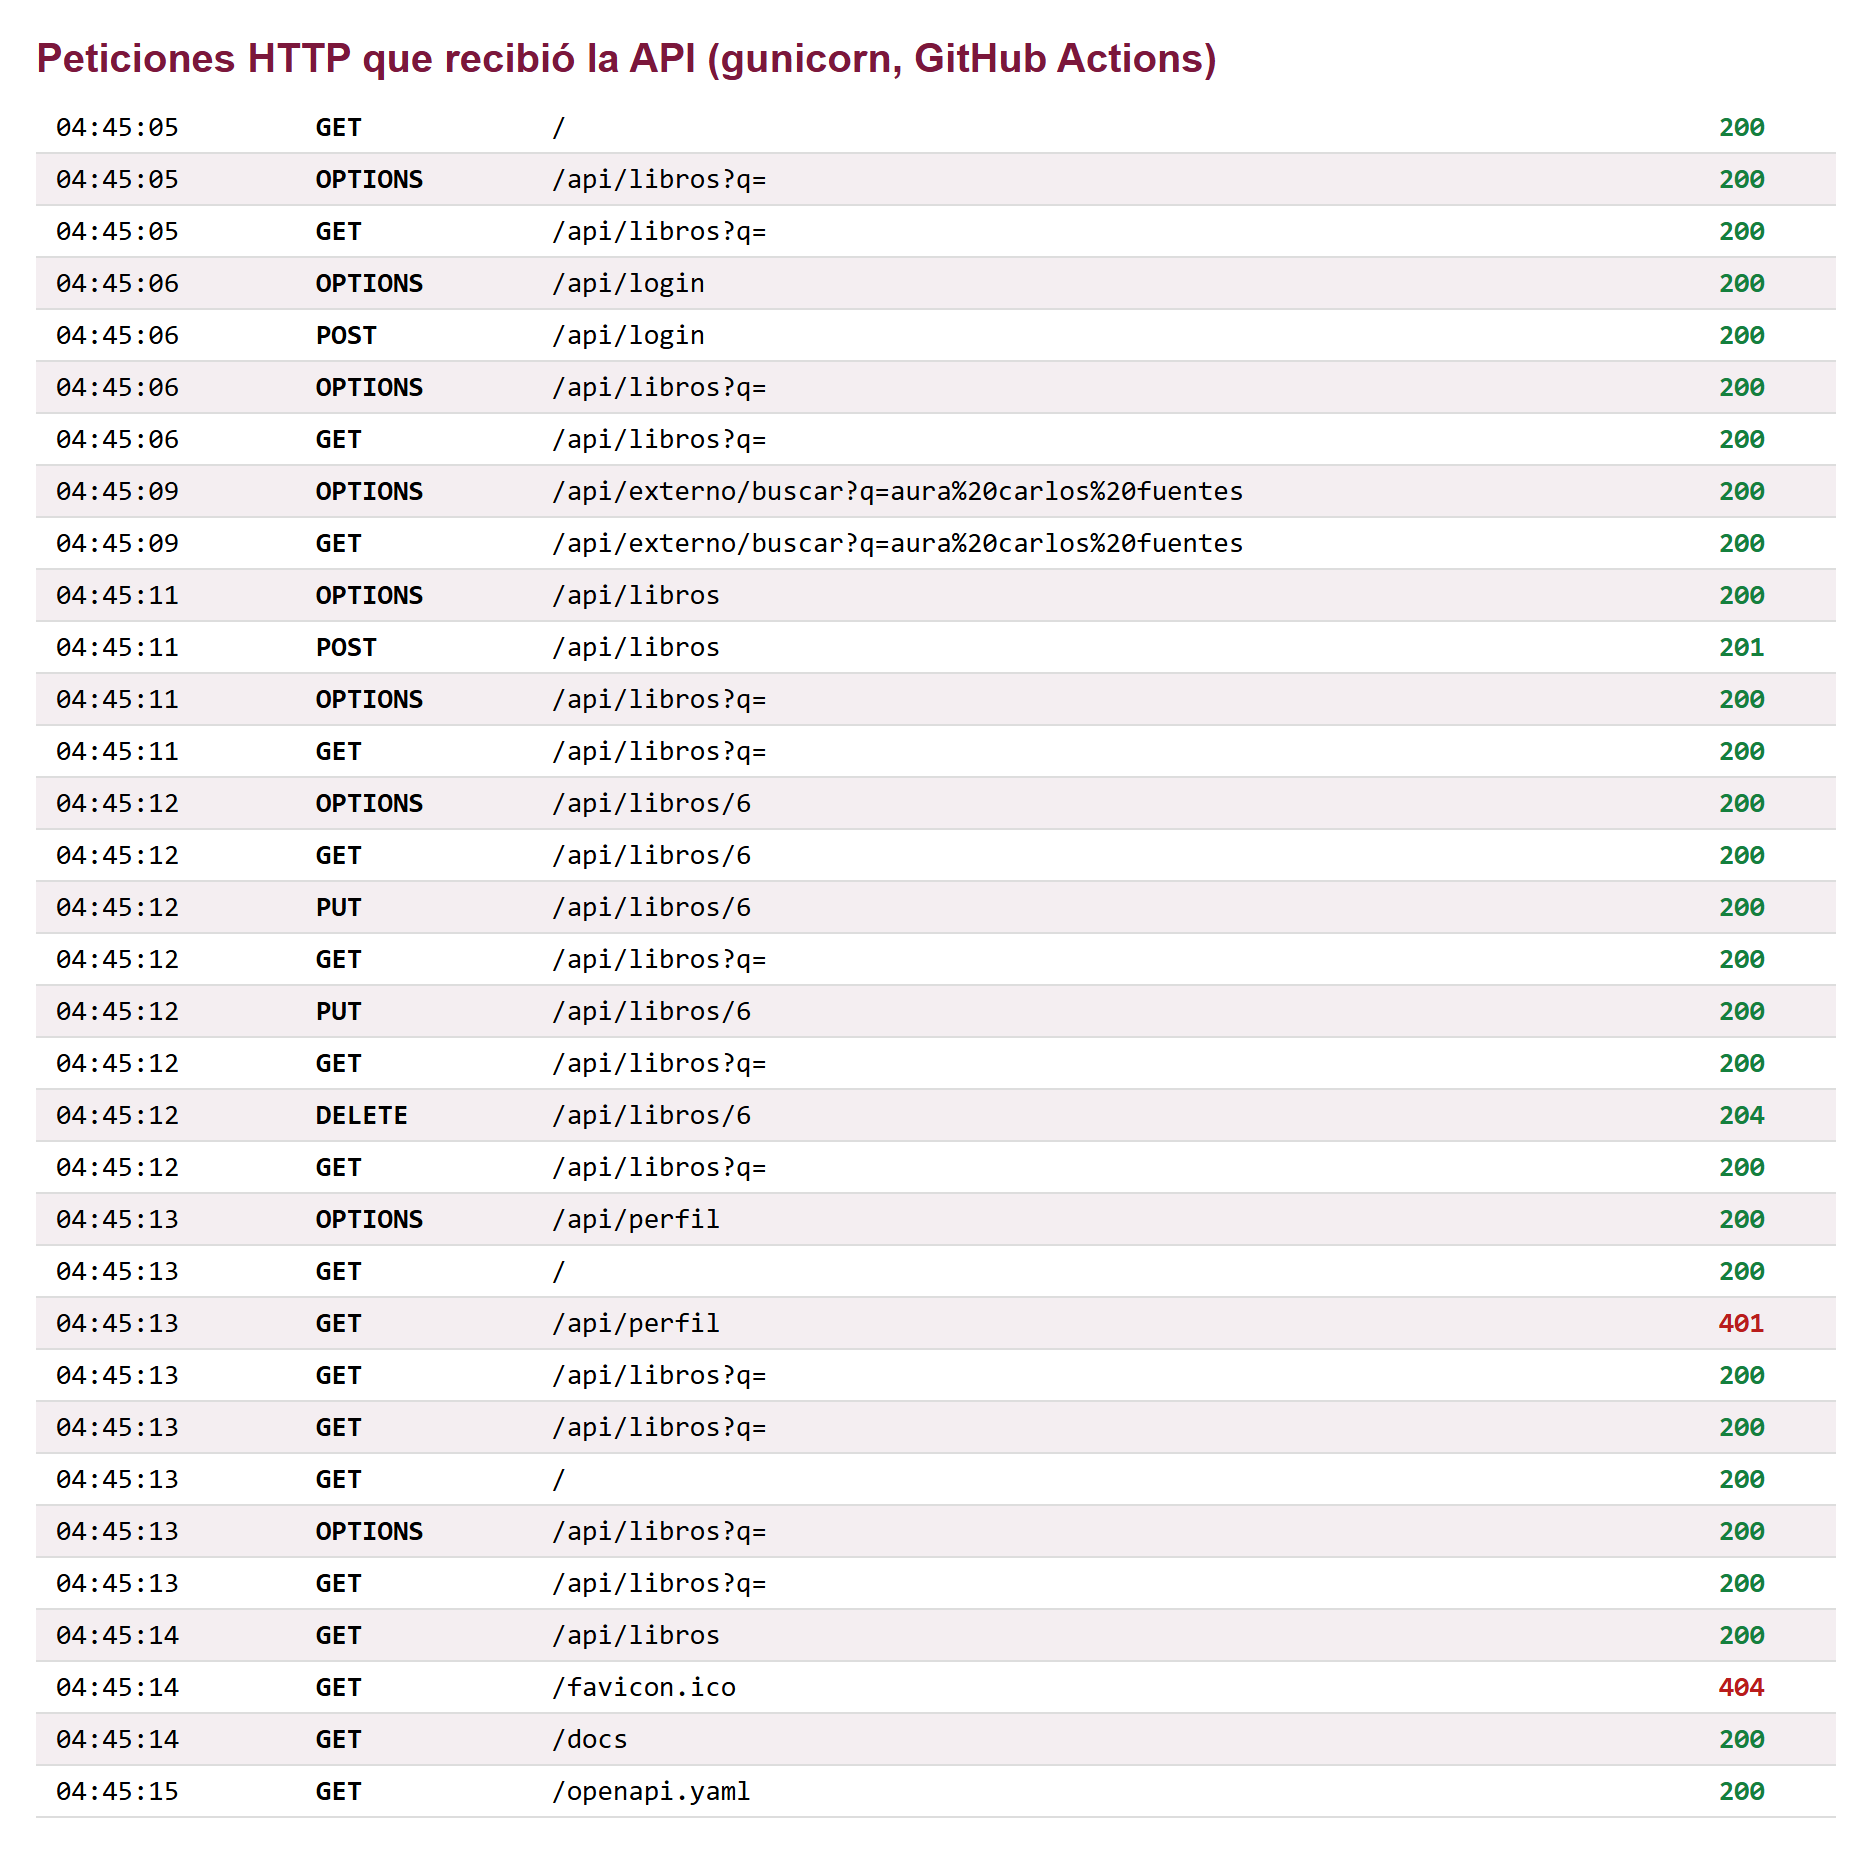 Peticiones HTTP que recibió la API (gunicorn, GitHub Actions)
04:45:05 GET / 200
04:45:05 OPTIONS /api/libros?q= 200
04:45:05 GET /api/libros?q= 200
04:45:06 OPTIONS /api/login 200
04:45:06 POST /api/login 200
04:45:06 OPTIONS /api/libros?q= 200
04:45:06 GET /api/libros?q= 200
04:45:09 OPTIONS /api/externo/buscar?q=aura%20carlos%20fuentes 200
04:45:09 GET /api/externo/buscar?q=aura%20carlos%20fuentes 200
04:45:11 OPTIONS /api/libros 200
04:45:11 POST /api/libros 201
04:45:11 OPTIONS /api/libros?q= 200
04:45:11 GET /api/libros?q= 200
04:45:12 OPTIONS /api/libros/6 200
04:45:12 GET /api/libros/6 200
04:45:12 PUT /api/libros/6 200
04:45:12 GET /api/libros?q= 200
04:45:12 PUT /api/libros/6 200
04:45:12 GET /api/libros?q= 200
04:45:12 DELETE /api/libros/6 204
04:45:12 GET /api/libros?q= 200
04:45:13 OPTIONS /api/perfil 200
04:45:13 GET / 200
04:45:13 GET /api/perfil 401
04:45:13 GET /api/libros?q= 200
04:45:13 GET /api/libros?q= 200
04:45:13 GET / 200
04:45:13 OPTIONS /api/libros?q= 200
04:45:13 GET /api/libros?q= 200
04:45:14 GET /api/libros 200
04:45:14 GET /favicon.ico 404
04:45:14 GET /docs 200
04:45:15 GET /openapi.yaml 200